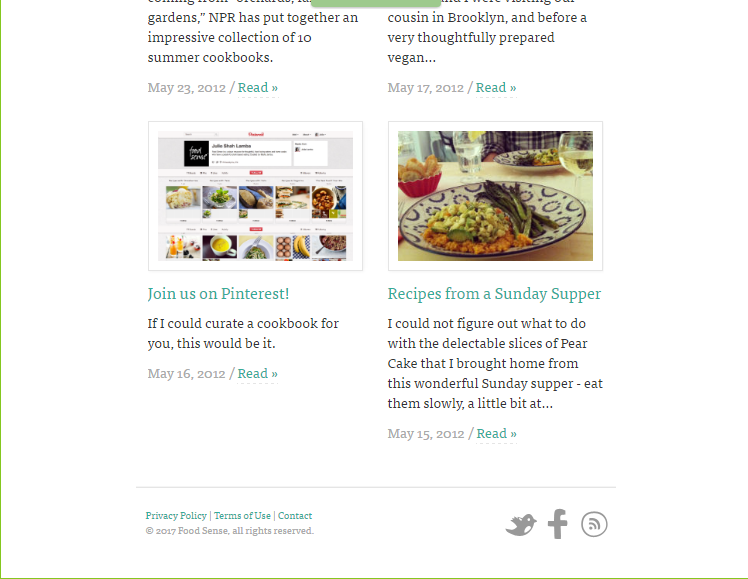 gardens,” NPR has put together an
impressive collection of 10
summer cookbooks.
May 23, 2012 / Read »
cousin in Brooklyn, and before a
very thoughtfully prepared
vegan...
May 17, 2012 / Read »
food
sense
Julie Shah Lamba
Join us on Pinterest!
If I could curate a cookbook for
you, this would be it.
May 16, 2012 / Read »
Recipes from a Sunday Supper
I could not figure out what to do
with the delectable slices of Pear
Cake that I brought home from
this wonderful Sunday supper - eat
them slowly, a little bit at...
May 15, 2012 / Read »
Privacy Policy | Terms of Use | Contact
© 2017 Food Sense, all rights reserved.